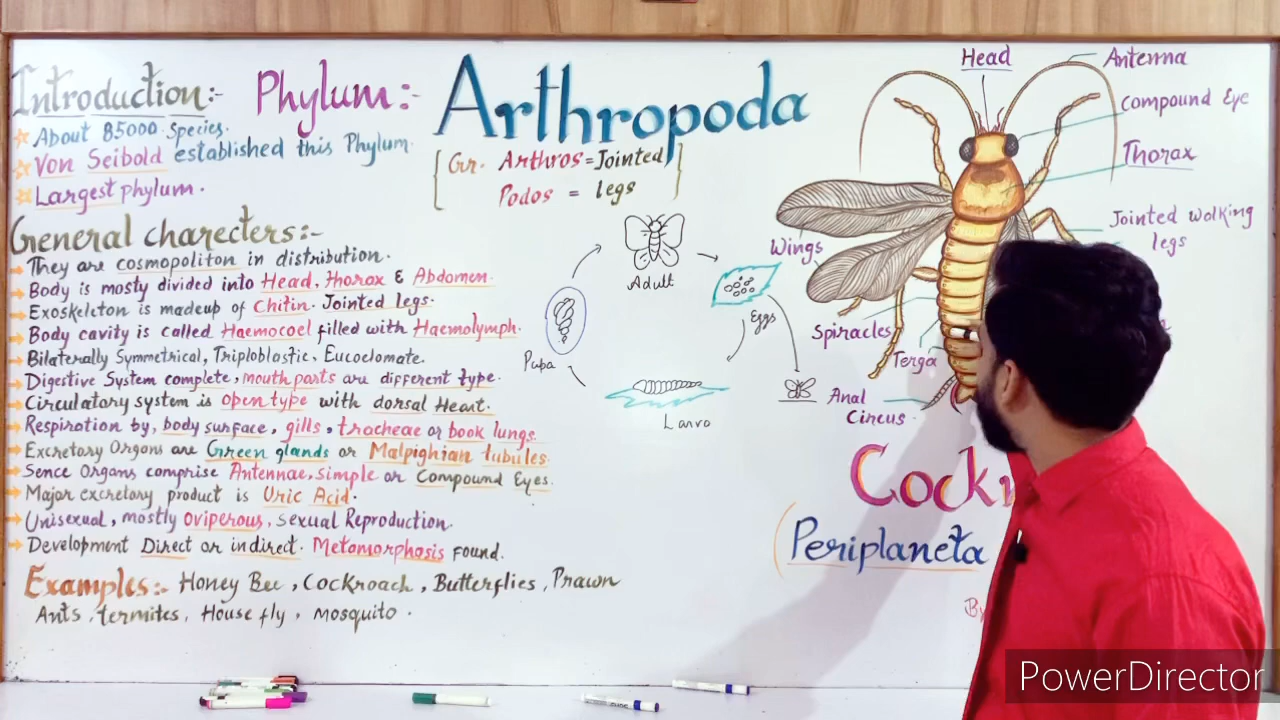 Introduction:-
About 85000 Species.
Von Seibold established this Phylum.
Largest phylum.
Phylum:- Arthropoda
[Gr. Arthros = Jointed
Podos = legs]
General charecters:-
They are cosmopoliton in distribution.
Body is mosty divided into Head, thorax & Abdomen.
Exoskeleton is madeup of Chitin. Jointed legs.
Body cavity is called Haemocoel filled with Haemolymph.
Bilaterally Symmetrical, Triploblastic, Eucoclomate.
Digestive System complete, mouth parts are different type.
Circulatory system is open type with dorsal Heart.
Respiration by, body surface, gills, tracheae or book lungs.
Excretory Organs are Green glands or Malpighian tubules.
Sence Organs comprise Antennae, simple or Compound Eyes.
Major excretory product is Uric Acid.
Unisexual, mostly oviperous, sexual Reproduction.
Development Direct or indirect. Metamorphosis found.
Examples:- Honey Bee, Cockroach, Butterflies, Prawn
Ants, termites, House fly, mosquito.
Adult
Eggs
Larva
Pupa
Head
Antenna
Compound Eye
Thorax
Jointed walking
legs
Wings
Spiracles
Terga
Anal
Circus
Periplaneta
PowerDirector